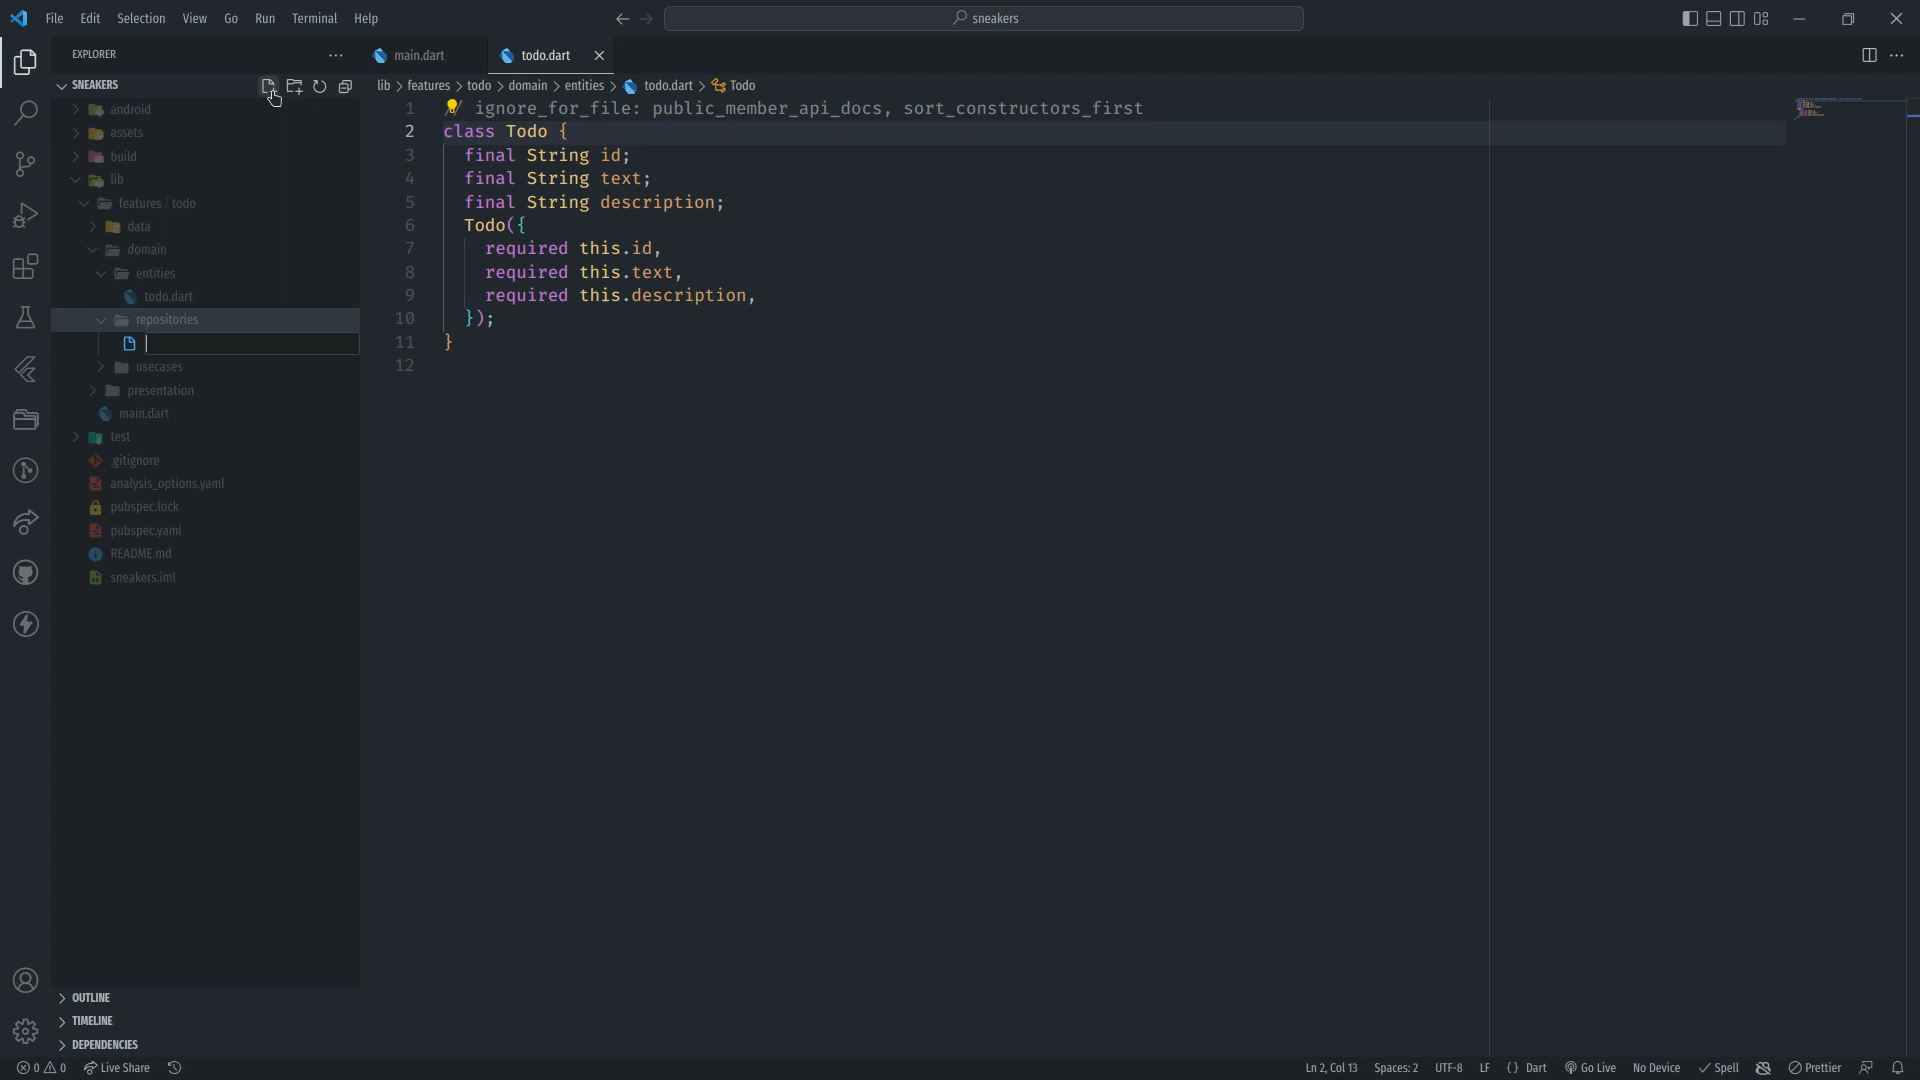 File Edit Selection View Go Run Terminal Help
sneakers
EXPLORER
main.dart
todo.dart
SNEAKERS
lib > features > todo > domain > entities > todo.dart > Todo
android
assets
build
lib
features / todo
data
domain
entities
todo.dart
repositories
usecases
presentation
main.dart
test
.gitignore
analysis_options.yaml
pubspec.lock
pubspec.yaml
README.md
sneakers.iml
OUTLINE
TIMELINE
DEPENDENCIES
1 // ignore_for_file: public_member_api_docs, sort_constructors_first
2 class Todo {
3 final String id;
4 final String text;
5 final String description;
6 Todo({
7 required this.id,
8 required this.text,
9 required this.description,
10 });
11 }
12
0 0 Live Share Ln 2, Col 13 Spaces: 2 UTF-8 LF {} Dart Go Live No Device Spell Prettier